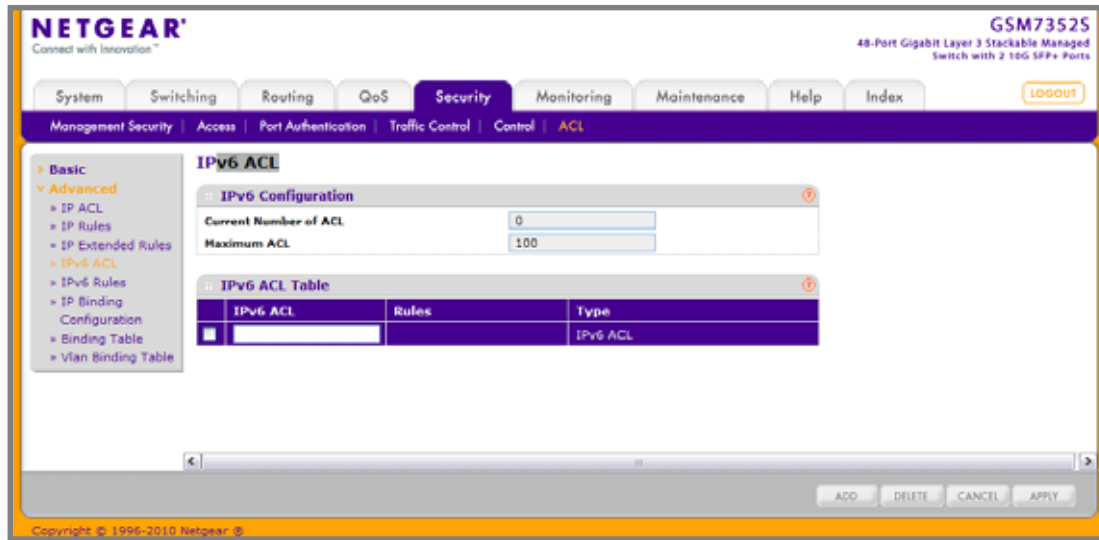 NETGEAR®
Connect with Innovation™
GSM7352S
48-Port Gigabit Layer 3 Stackable Managed
Switch with 2 10G SFP+ Ports
System Switching Routing QoS Security Monitoring Maintenance Help Index LOGOUT
Management Security | Access | Port Authentication | Traffic Control | Control | ACL
Basic
Advanced
» IP ACL
» IP Rules
» IP Extended Rules
» IPv6 ACL
» IPv6 Rules
» IP Binding
Configuration
» Binding Table
» Vlan Binding Table
IPv6 ACL
IPv6 Configuration
Current Number of ACL 0
Maximum ACL 100
IPv6 ACL Table
IPv6 ACL Rules Type
IPv6 ACL
ADD DELETE CANCEL APPLY
Copyright © 1996-2010 Netgear ®